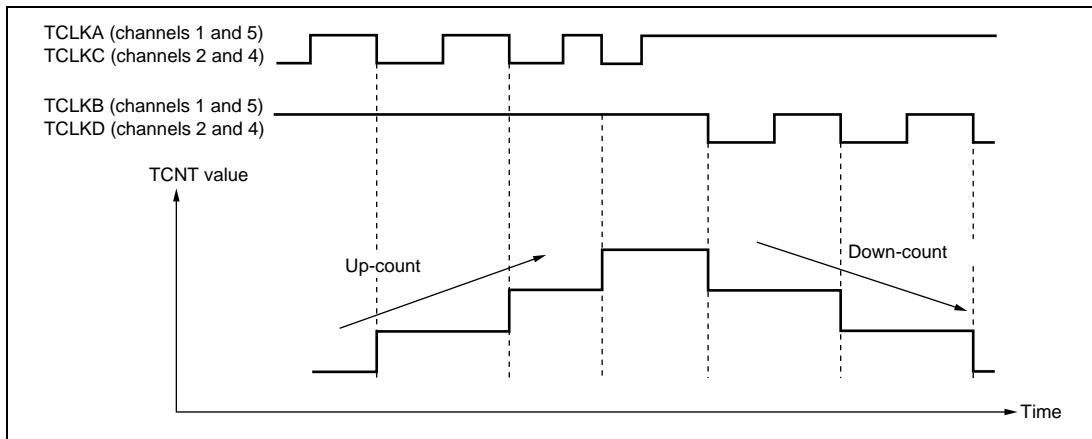 TCLKA (channels 1 and 5)
TCLKC (channels 2 and 4)
TCLKB (channels 1 and 5)
TCLKD (channels 2 and 4)
TCNT value
Up-count
Down-count
Time